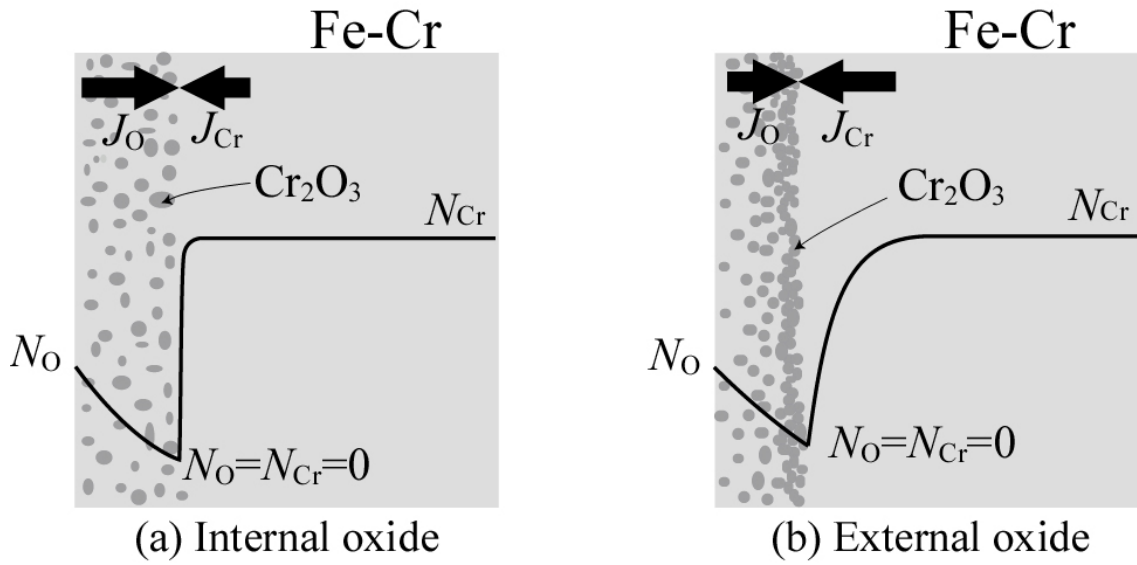 Fe-Cr
J_O J_Cr
Cr₂O₃
N_Cr
N_O
N_O=N_Cr=0
(a) Internal oxide
Fe-Cr
J_O J_Cr
Cr₂O₃
N_Cr
N_O
N_O=N_Cr=0
(b) External oxide